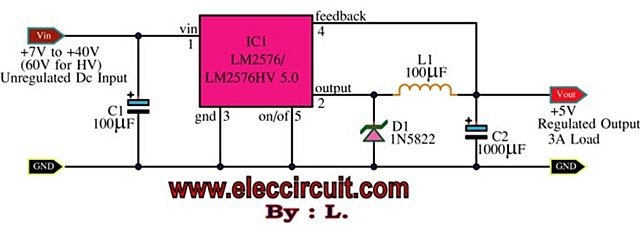 feedback
Vin
vin
4
+7V to +40V
(60V for HV)
Unregulated Dc Input
1
IC1
LM2576/
LM2576HV 5.0
L1
100µF
output
2
Vout
+5V
Regulated Output
3A Load
C1
100µF
gnd
3
on/of
5
D1
1N5822
C2
1000µF
GND
GND
www.eleccircuit.com
By : L.